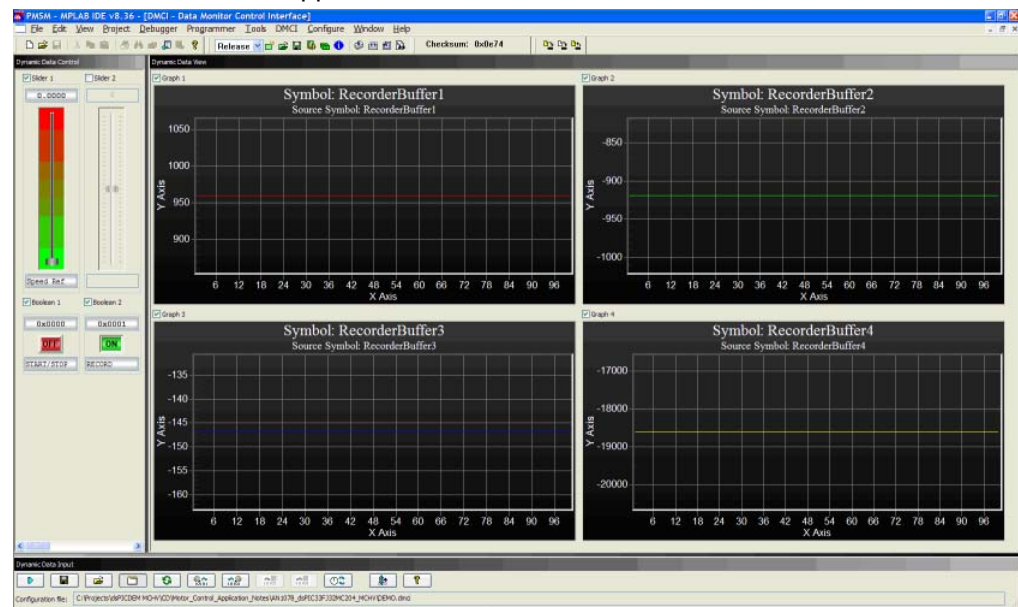 PMSM - MPLAB IDE v8.36 - [DMCI - Data Monitor Control Interface]
File Edit View Project Debugger Programmer Tools DMCI Configure Window Help
Release Checksum: 0x0e74
Dynamic Data Control
Dynamic Data View
Slider 1 Slider 2
0.0000
Speed Ref
Boolean 1 Boolean 2
0x0000 0x0001
OFF ON
START/STOP RECORD
Graph 1
Symbol: RecorderBuffer1
Source Symbol: RecorderBuffer1
1050
1000
950
900
Y Axis
6 12 18 24 30 36 42 48 54 60 66 72 78 84 90 96
X Axis
Graph 2
Symbol: RecorderBuffer2
Source Symbol: RecorderBuffer2
-850
-900
-950
-1000
Y Axis
6 12 18 24 30 36 42 48 54 60 66 72 78 84 90 96
X Axis
Graph 3
Symbol: RecorderBuffer3
Source Symbol: RecorderBuffer3
-135
-140
-145
-150
-155
-160
Y Axis
6 12 18 24 30 36 42 48 54 60 66 72 78 84 90 96
X Axis
Graph 4
Symbol: RecorderBuffer4
Source Symbol: RecorderBuffer4
-17000
-18000
-19000
-20000
Y Axis
6 12 18 24 30 36 42 48 54 60 66 72 78 84 90 96
X Axis
Dynamic Data Input
Configuration file: C:\Projects\dsPICDEM MCHV\CD\Motor_Control_Application_Notes\AN1078_dsPIC33FJ32MC204_MCHV\DEMO.dmci